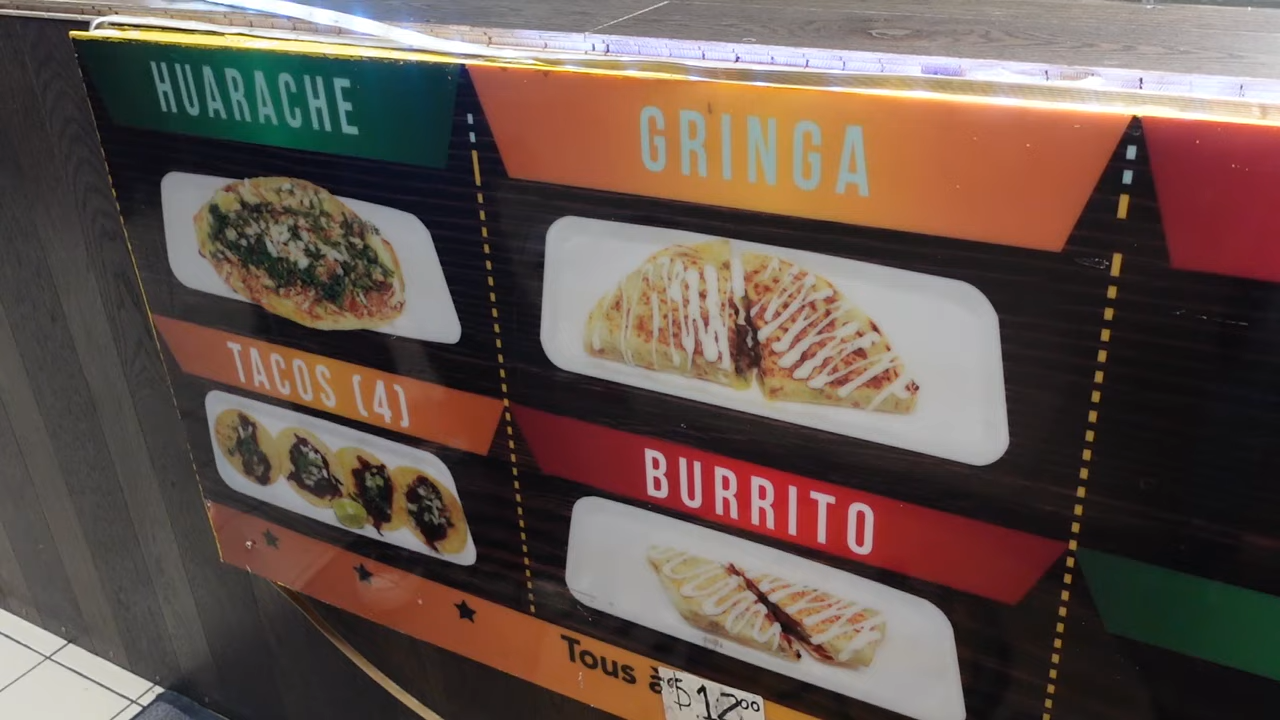 HUARACHE
GRINGA
TACOS (4)
BURRITO
Tous à
$12.00